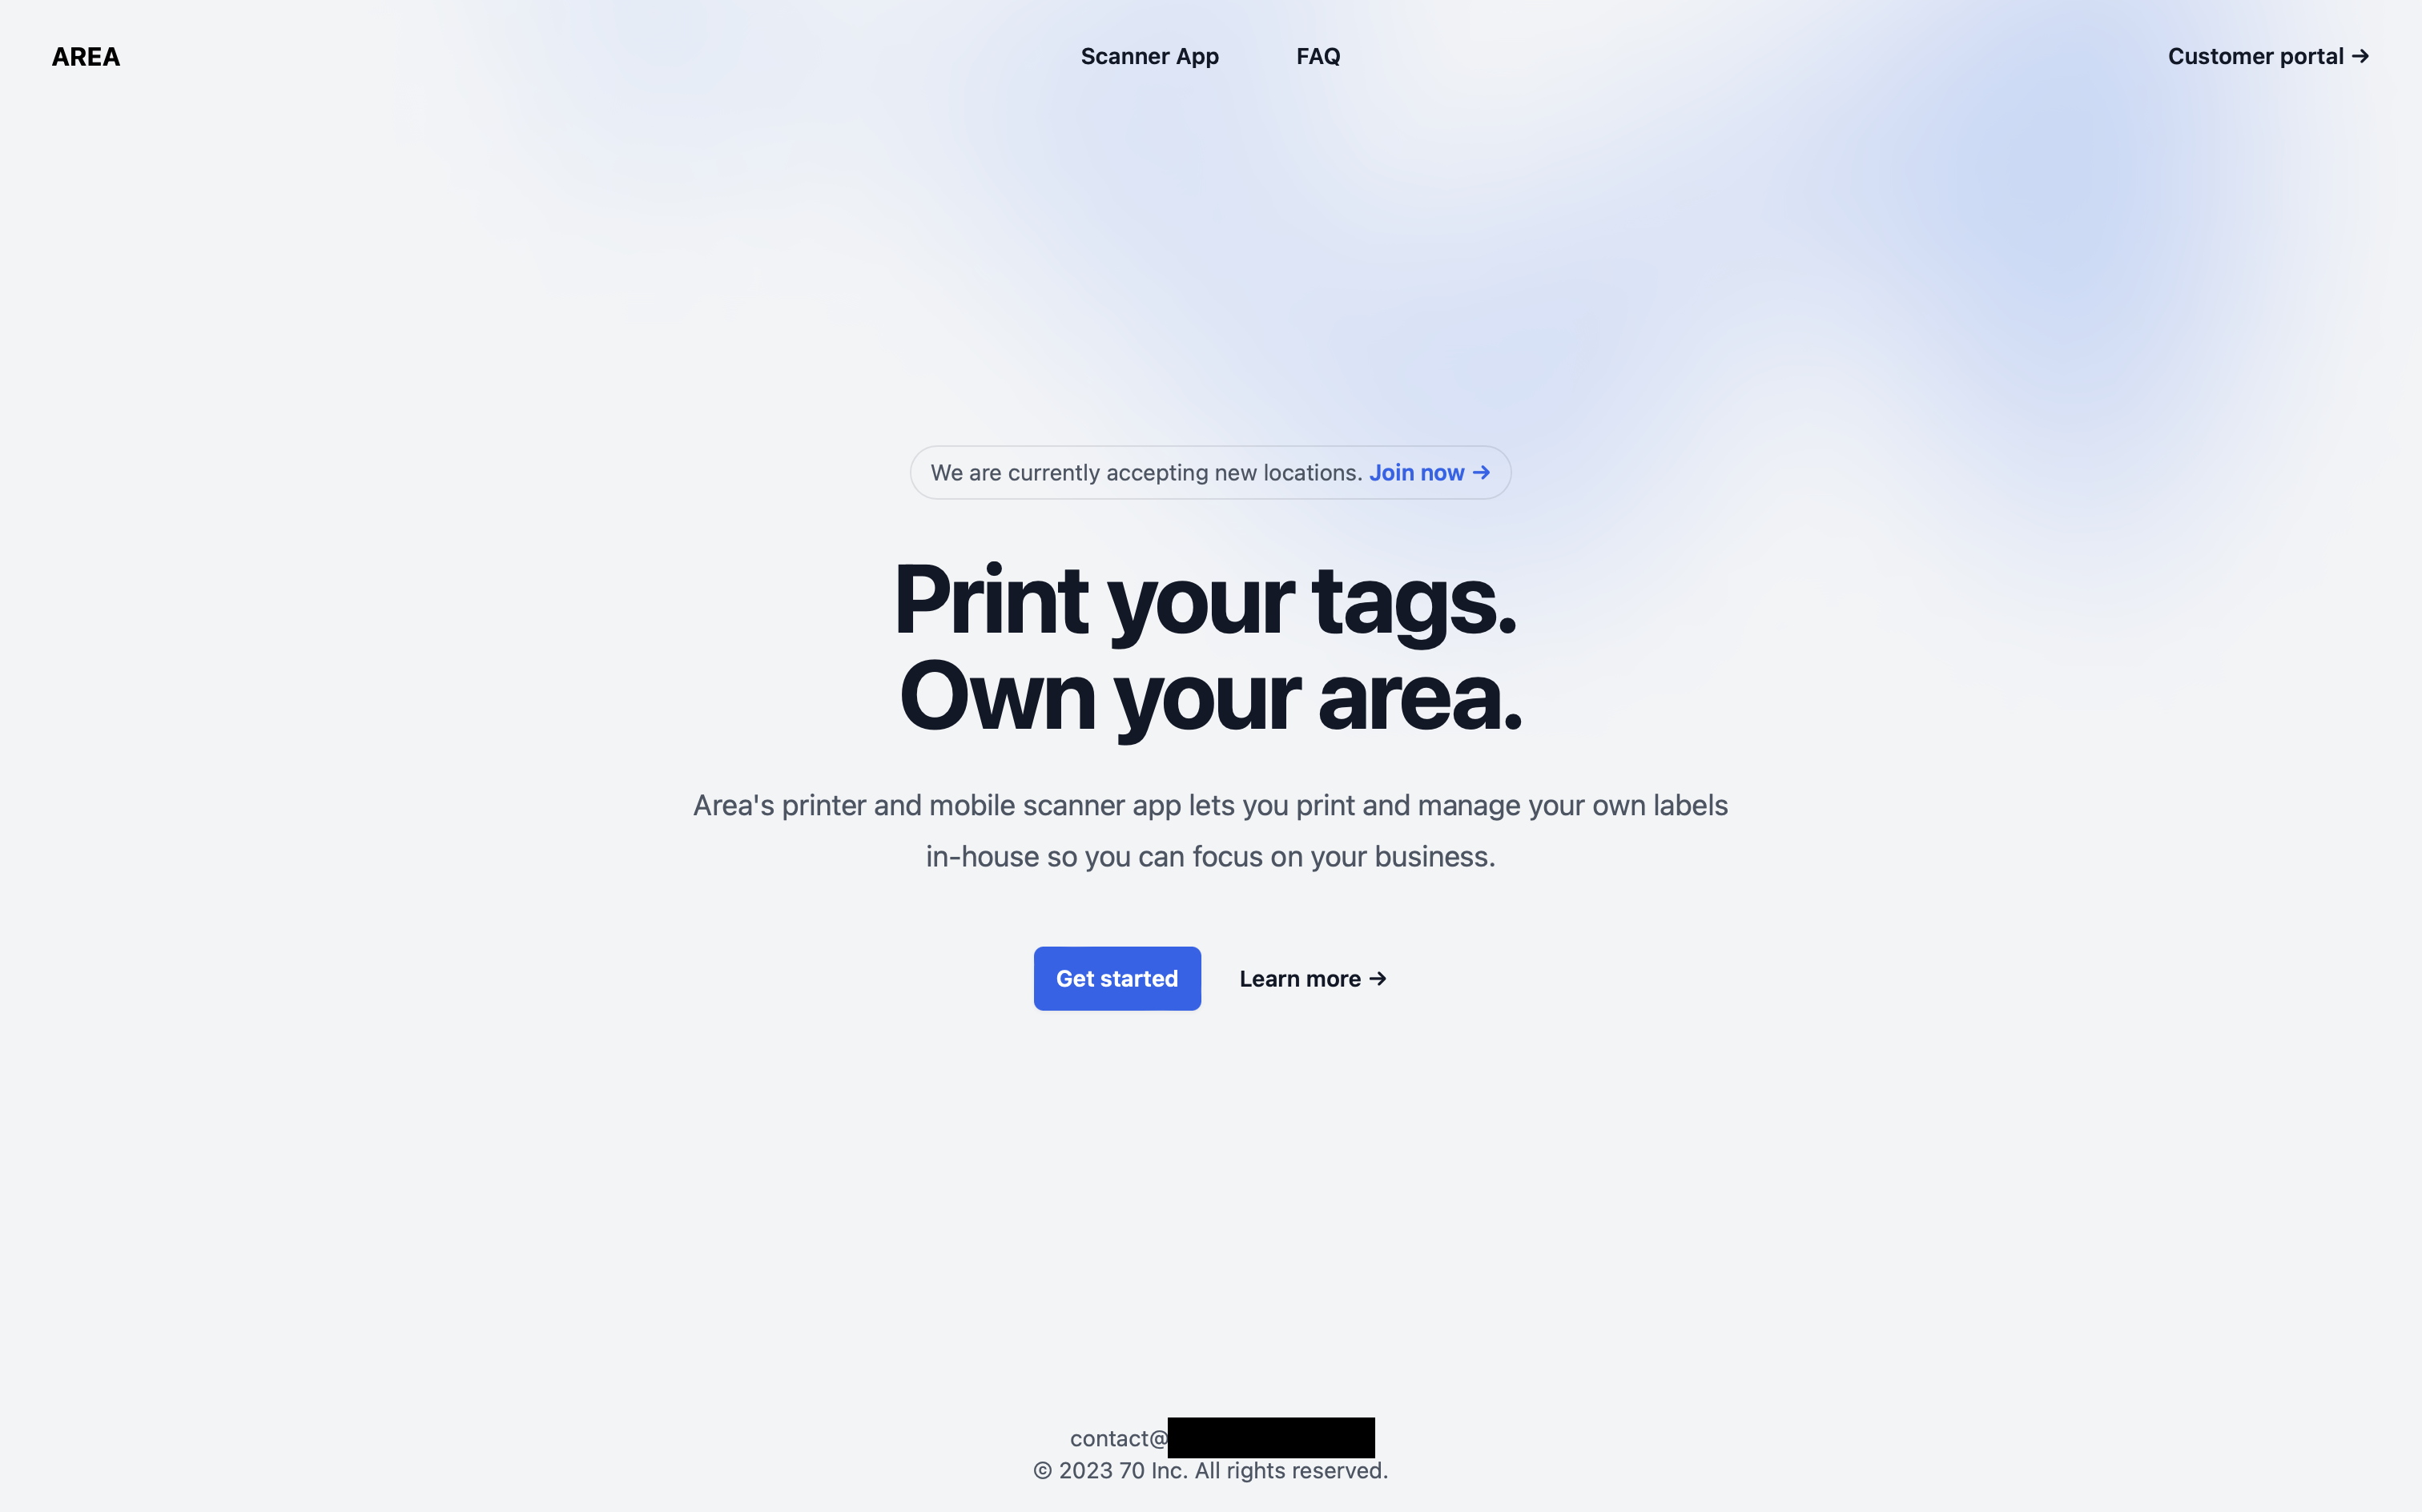 AREA
Scanner App
FAQ
Customer portal →
We are currently accepting new locations. Join now →
Print your tags.
Own your area.
Area's printer and mobile scanner app lets you print and manage your own labels
in-house so you can focus on your business.
Get started
Learn more →
contact@
© 2023 70 Inc. All rights reserved.